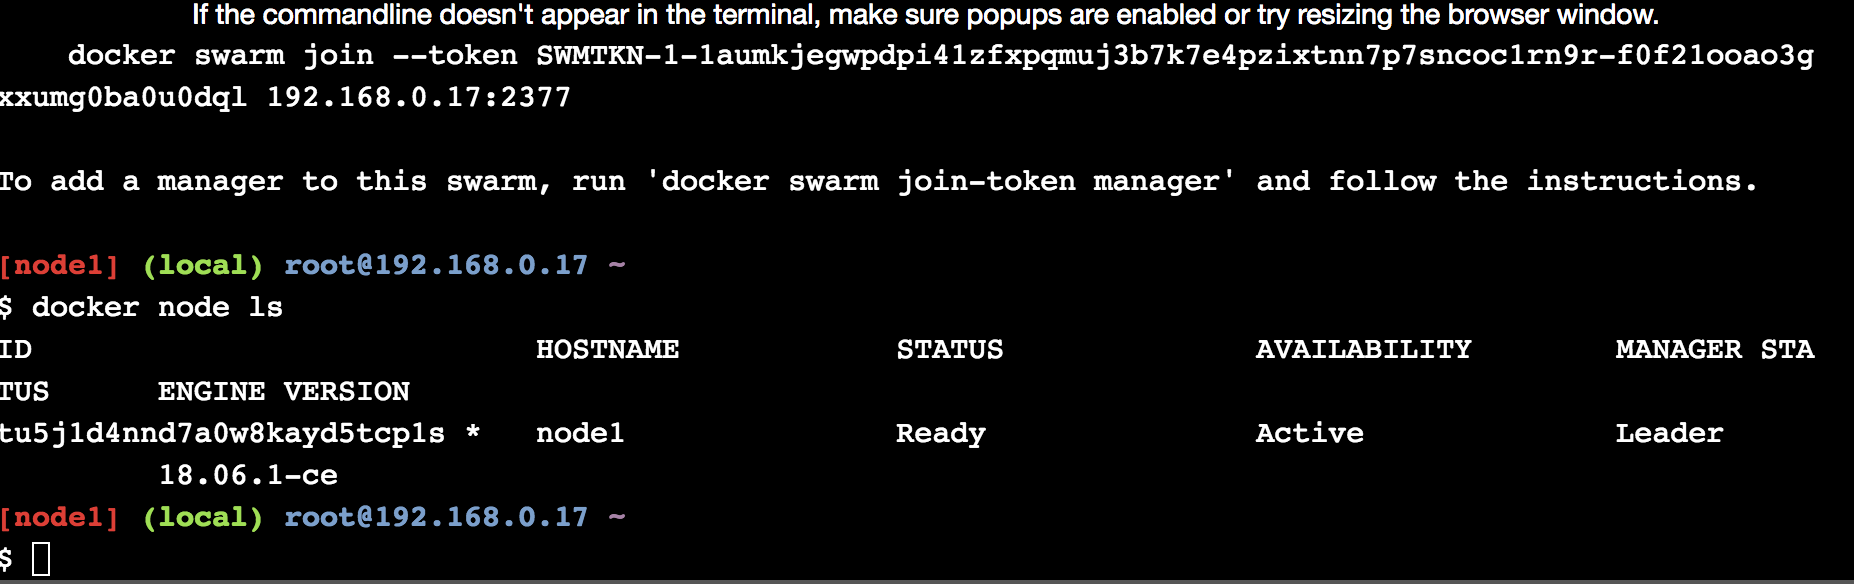 If the commandline doesn't appear in the terminal, make sure popups are enabled or try resizing the browser window.
docker swarm join --token SWMTKN-1-1aumkjegwpdpi41zfxpqmuj3b7k7e4pzixtnn7p7sncoc1rn9r-f0f21ooao3g
xxumg0ba0u0dql 192.168.0.17:2377
To add a manager to this swarm, run 'docker swarm join-token manager' and follow the instructions.
[node1] (local) root@192.168.0.17 ~
$ docker node ls
ID HOSTNAME STATUS AVAILABILITY MANAGER STA
TUS ENGINE VERSION
tu5j1d4nnd7a0w8kayd5tcp1s * node1 Ready Active Leader
18.06.1-ce
[node1] (local) root@192.168.0.17 ~
$